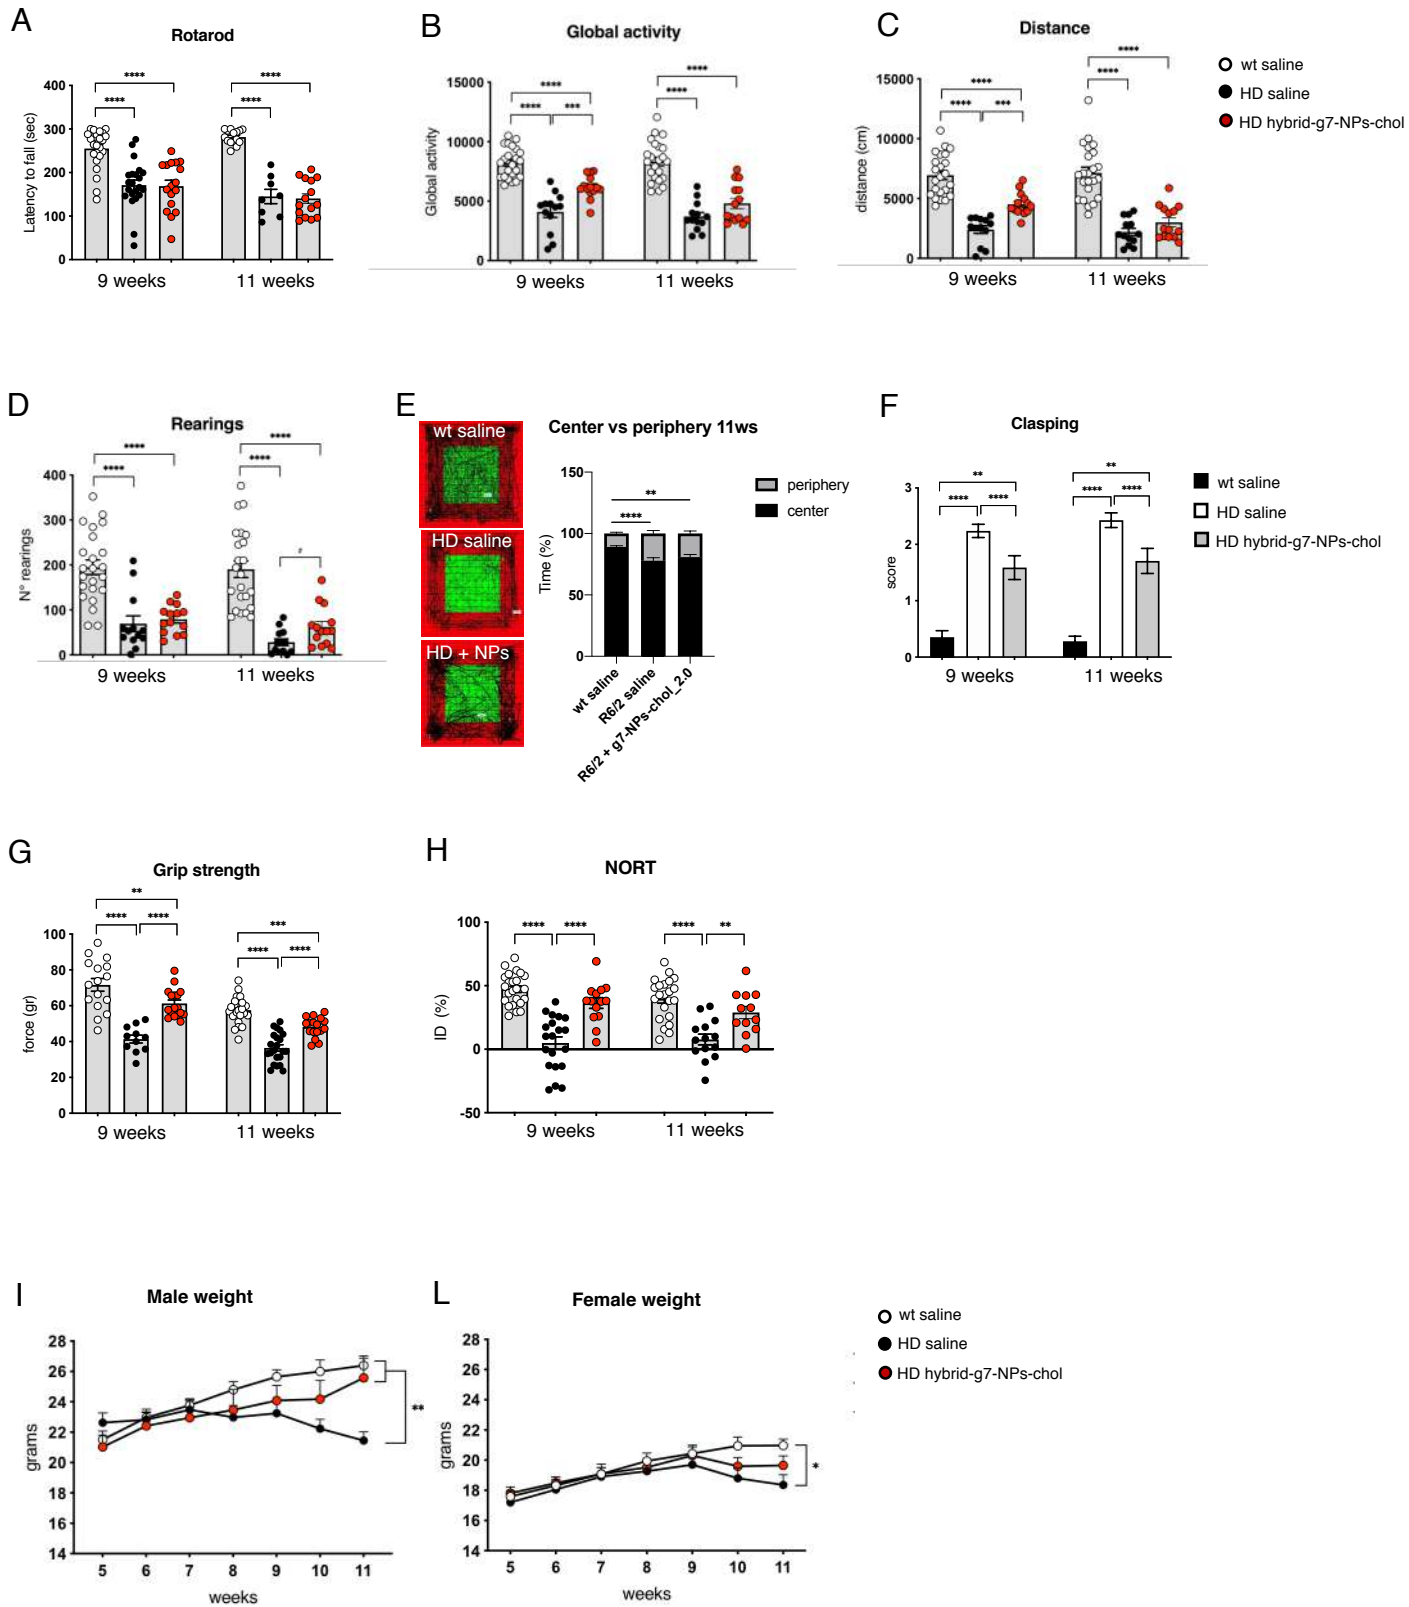 A
Rotarod
Latency to fall (sec)
400
300
200
100
0
****
****
****
****
9 weeks
11 weeks
B
Global activity
Global activity
15000
10000
5000
0
****
****
***
****
****
9 weeks
11 weeks
C
Distance
distance (cm)
15000
10000
5000
0
****
****
***
****
****
9 weeks
11 weeks
wt saline
HD saline
HD hybrid-g7-NPs-chol
D
Rearings
N° rearings
400
300
200
100
0
****
****
****
****
#
9 weeks
11 weeks
E
wt saline
HD saline
HD + NPs
Center vs periphery 11ws
Time (%)
150
100
50
0
**
****
wt saline
R6/2 saline
R6/2 + g7-NPs-chol_2.0
periphery
center
F
Clasping
score
3
2
1
0
**
****
****
**
****
****
9 weeks
11 weeks
wt saline
HD saline
HD hybrid-g7-NPs-chol
G
Grip strength
force (gr)
100
80
60
40
20
0
**
****
****
***
****
****
9 weeks
11 weeks
H
NORT
ID (%)
100
50
0
-50
****
****
****
**
9 weeks
11 weeks
I
Male weight
grams
28
26
24
22
20
18
16
14
**
5 6 7 8 9 10 11
weeks
L
Female weight
grams
28
26
24
22
20
18
16
14
*
5 6 7 8 9 10 11
weeks
wt saline
HD saline
HD hybrid-g7-NPs-chol